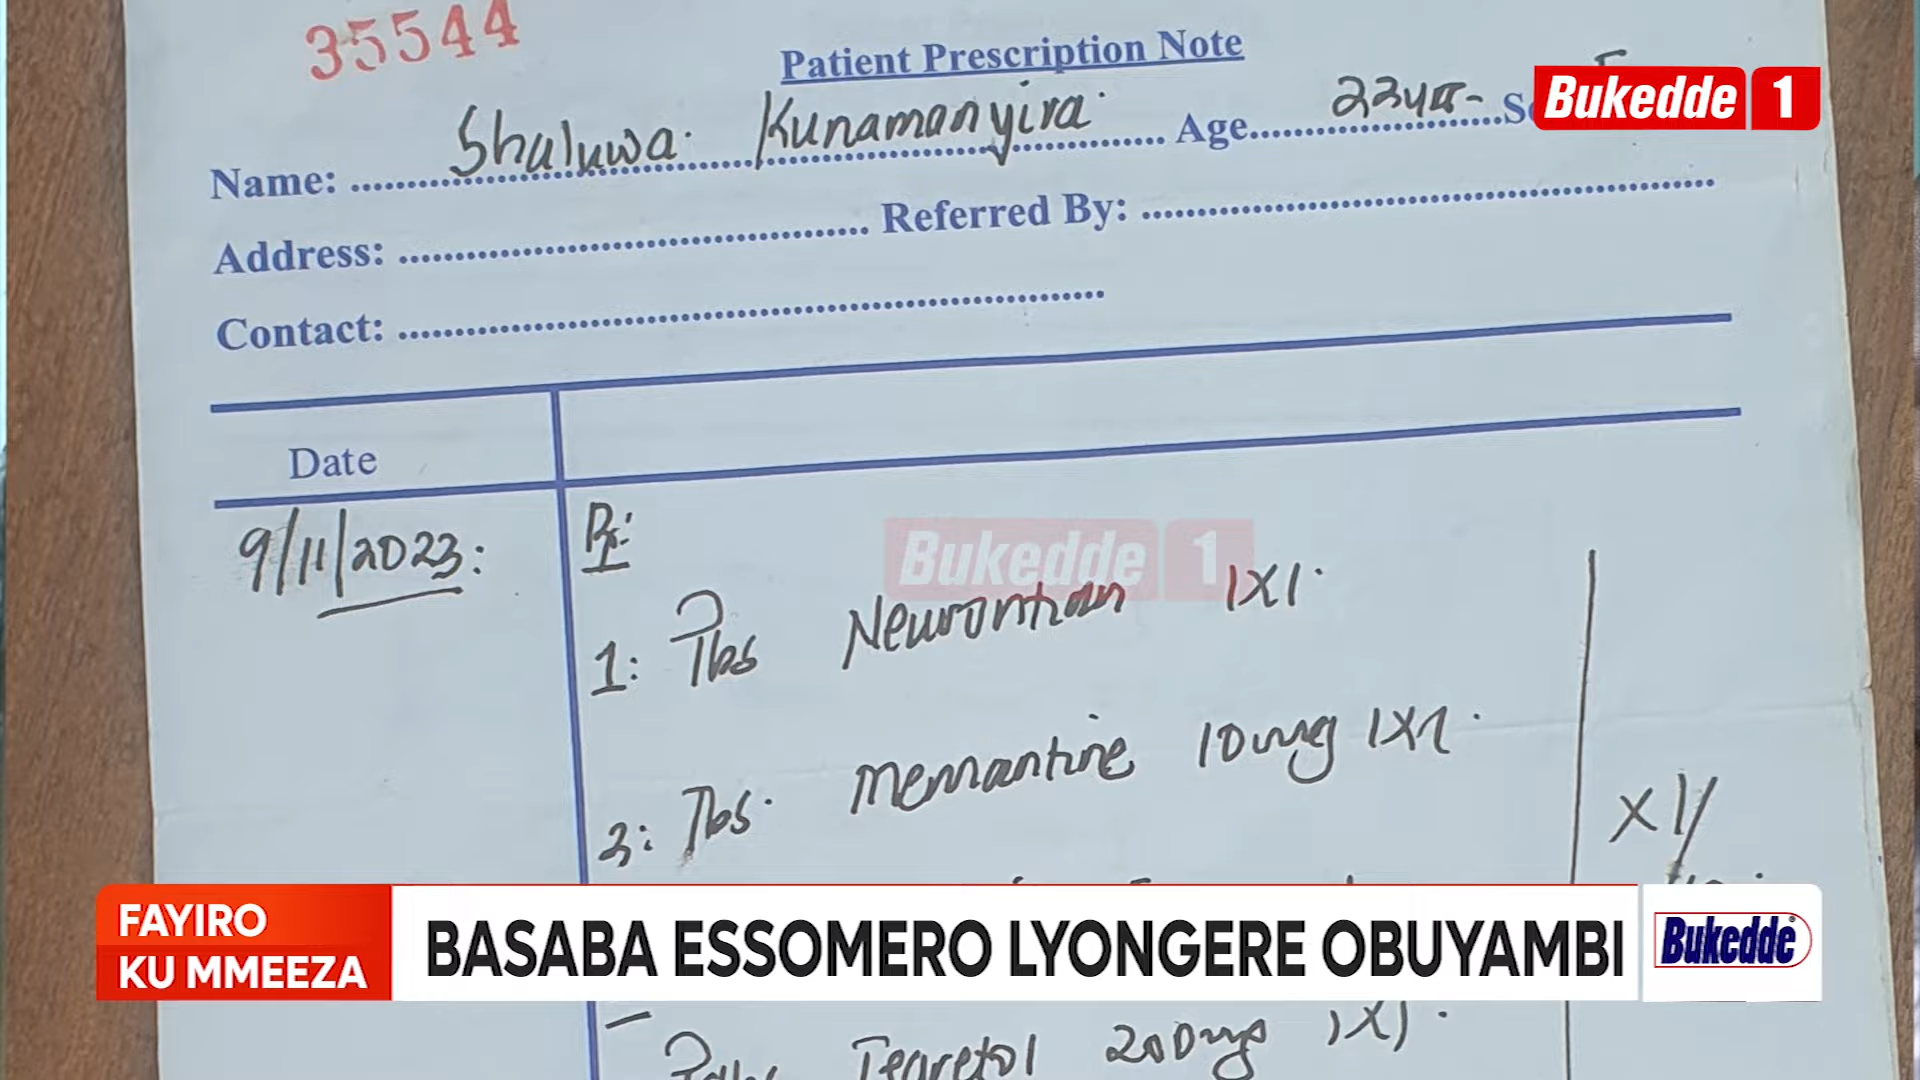 35544
Patient Prescription Note
Bukedde 1
Name: Shaluwa Kunamanyira Age 22yrs
Address: Referred By:
Contact:
Date
9/11/2023:
Rx:
Bukedde 1
1: Tbs 1X1
2: Tbs. Memantine 10mg 1X1
FAYIRO
KU MMEEZA
BASABA ESSOMERO LYONGERE OBUYAMBI
Bukedde
Tegretol 200mg 1X1